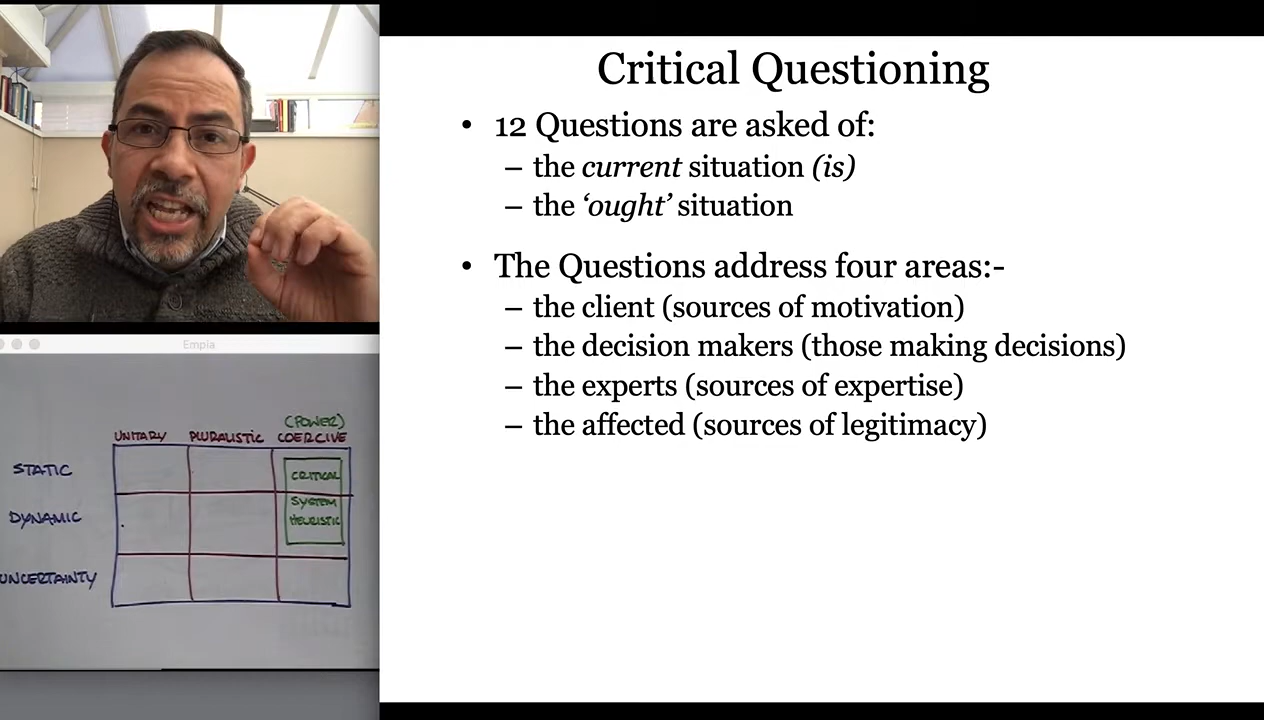 Critical Questioning
• 12 Questions are asked of:
– the current situation (is)
– the ‘ought’ situation
• The Questions address four areas:-
– the client (sources of motivation)
– the decision makers (those making decisions)
– the experts (sources of expertise)
– the affected (sources of legitimacy)
Empia
(POWER)
UNITARY PLURALISTIC COERCIVE
STATIC
CRITICAL
SYSTEM
DYNAMIC
HEURISTIC
UNCERTAINTY